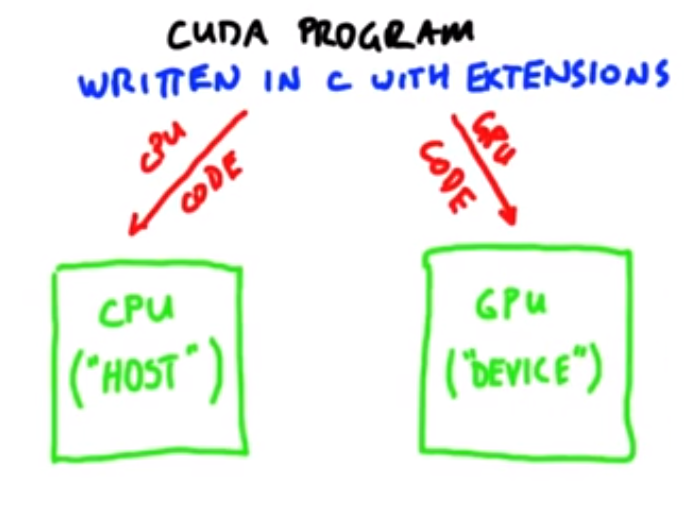 CUDA PROGRAM
WRITTEN IN C WITH EXTENSIONS
CPU
CODE
GPU
CODE
CPU
("HOST")
GPU
("DEVICE")